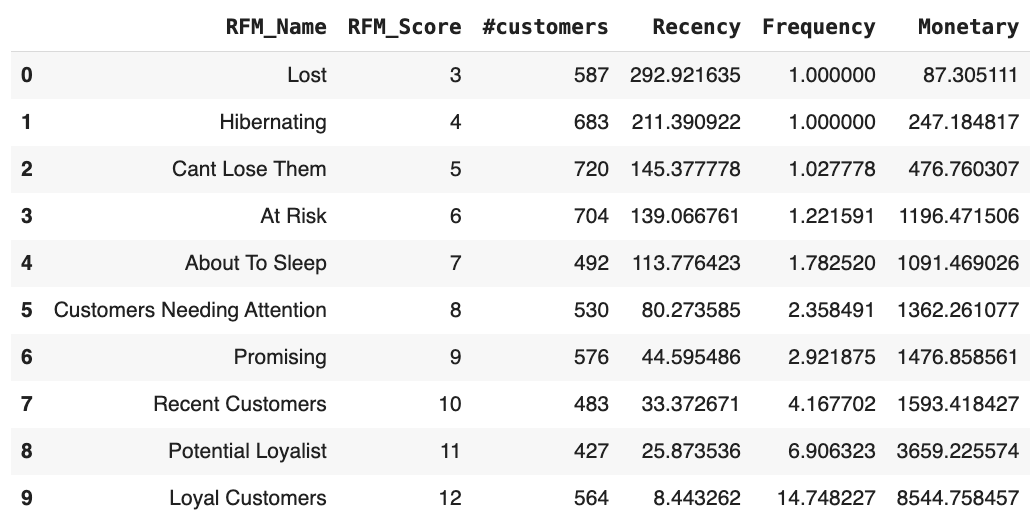 RFM_Name RFM_Score #customers Recency Frequency Monetary
0 Lost 3 587 292.921635 1.000000 87.305111
1 Hibernating 4 683 211.390922 1.000000 247.184817
2 Cant Lose Them 5 720 145.377778 1.027778 476.760307
3 At Risk 6 704 139.066761 1.221591 1196.471506
4 About To Sleep 7 492 113.776423 1.782520 1091.469026
5 Customers Needing Attention 8 530 80.273585 2.358491 1362.261077
6 Promising 9 576 44.595486 2.921875 1476.858561
7 Recent Customers 10 483 33.372671 4.167702 1593.418427
8 Potential Loyalist 11 427 25.873536 6.906323 3659.225574
9 Loyal Customers 12 564 8.443262 14.748227 8544.758457